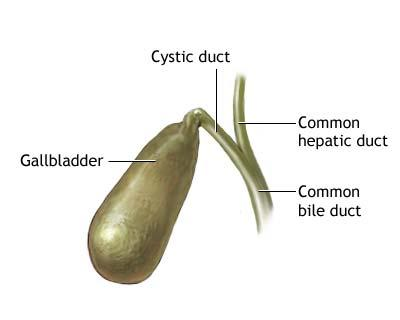 Cystic duct
Common
hepatic duct
Gallbladder
Common
bile duct